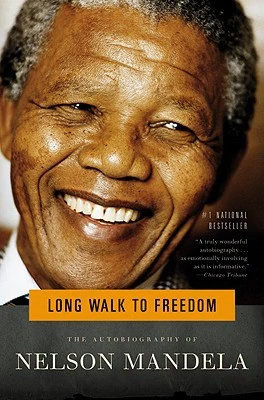 #1 NATIONAL
BESTSELLER
"A truly wonderful
autobiography . . .
as emotionally involving
as it is informative."
—Chicago Tribune
LONG WALK TO FREEDOM
THE AUTOBIOGRAPHY OF
NELSON MANDELA